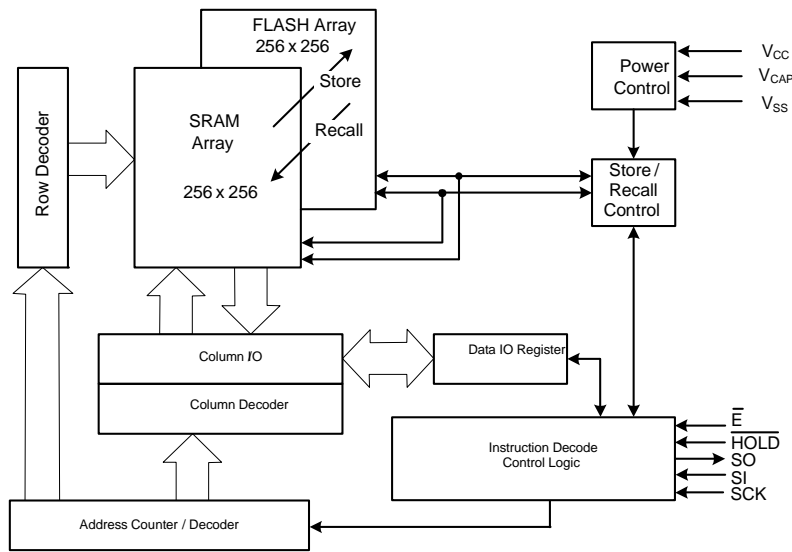 FLASH Array
256 x 256
Store
Recall
SRAM
Array
256 x 256
Row Decoder
Power
Control
VCC
VCAP
VSS
Store /
Recall
Control
Column I/O
Column Decoder
Data IO Register
Instruction Decode
Control Logic
E
HOLD
SO
SI
SCK
Address Counter / Decoder